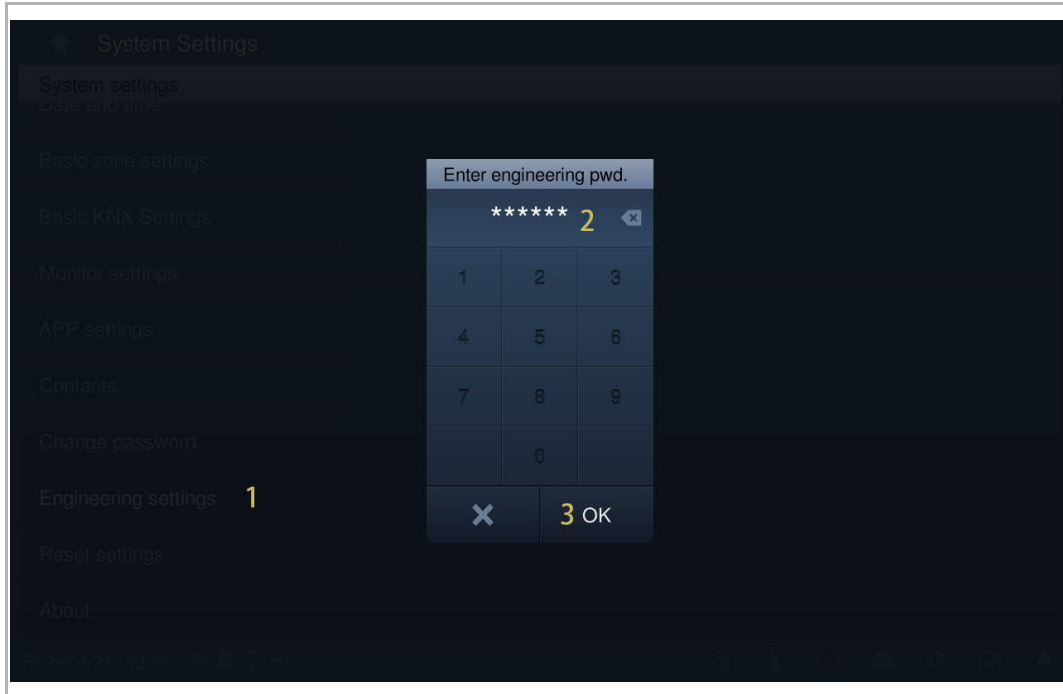 System Settings
System settings
Date and time
Basic zone settings
Basic KNX Settings
Monitor settings
APP settings
Contacts
Change password
Engineering settings 1
Reset settings
About
Enter engineering pwd.
****** 2
1 2 3
4 5 6
7 8 9
0
3 OK